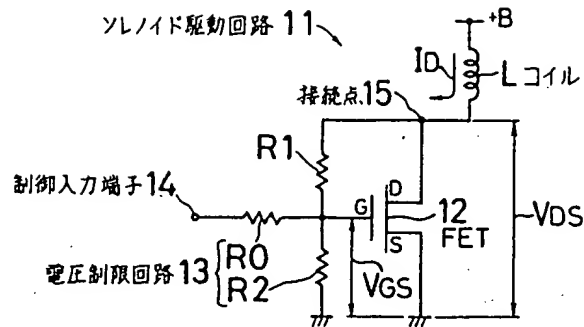 ソレノイド駆動回路 11
+B
ID
L コイル
接続点 15
R1
制御入力端子 14
G
D
S
12
FET
VDS
電圧制限回路 13
R0
R2
VGS